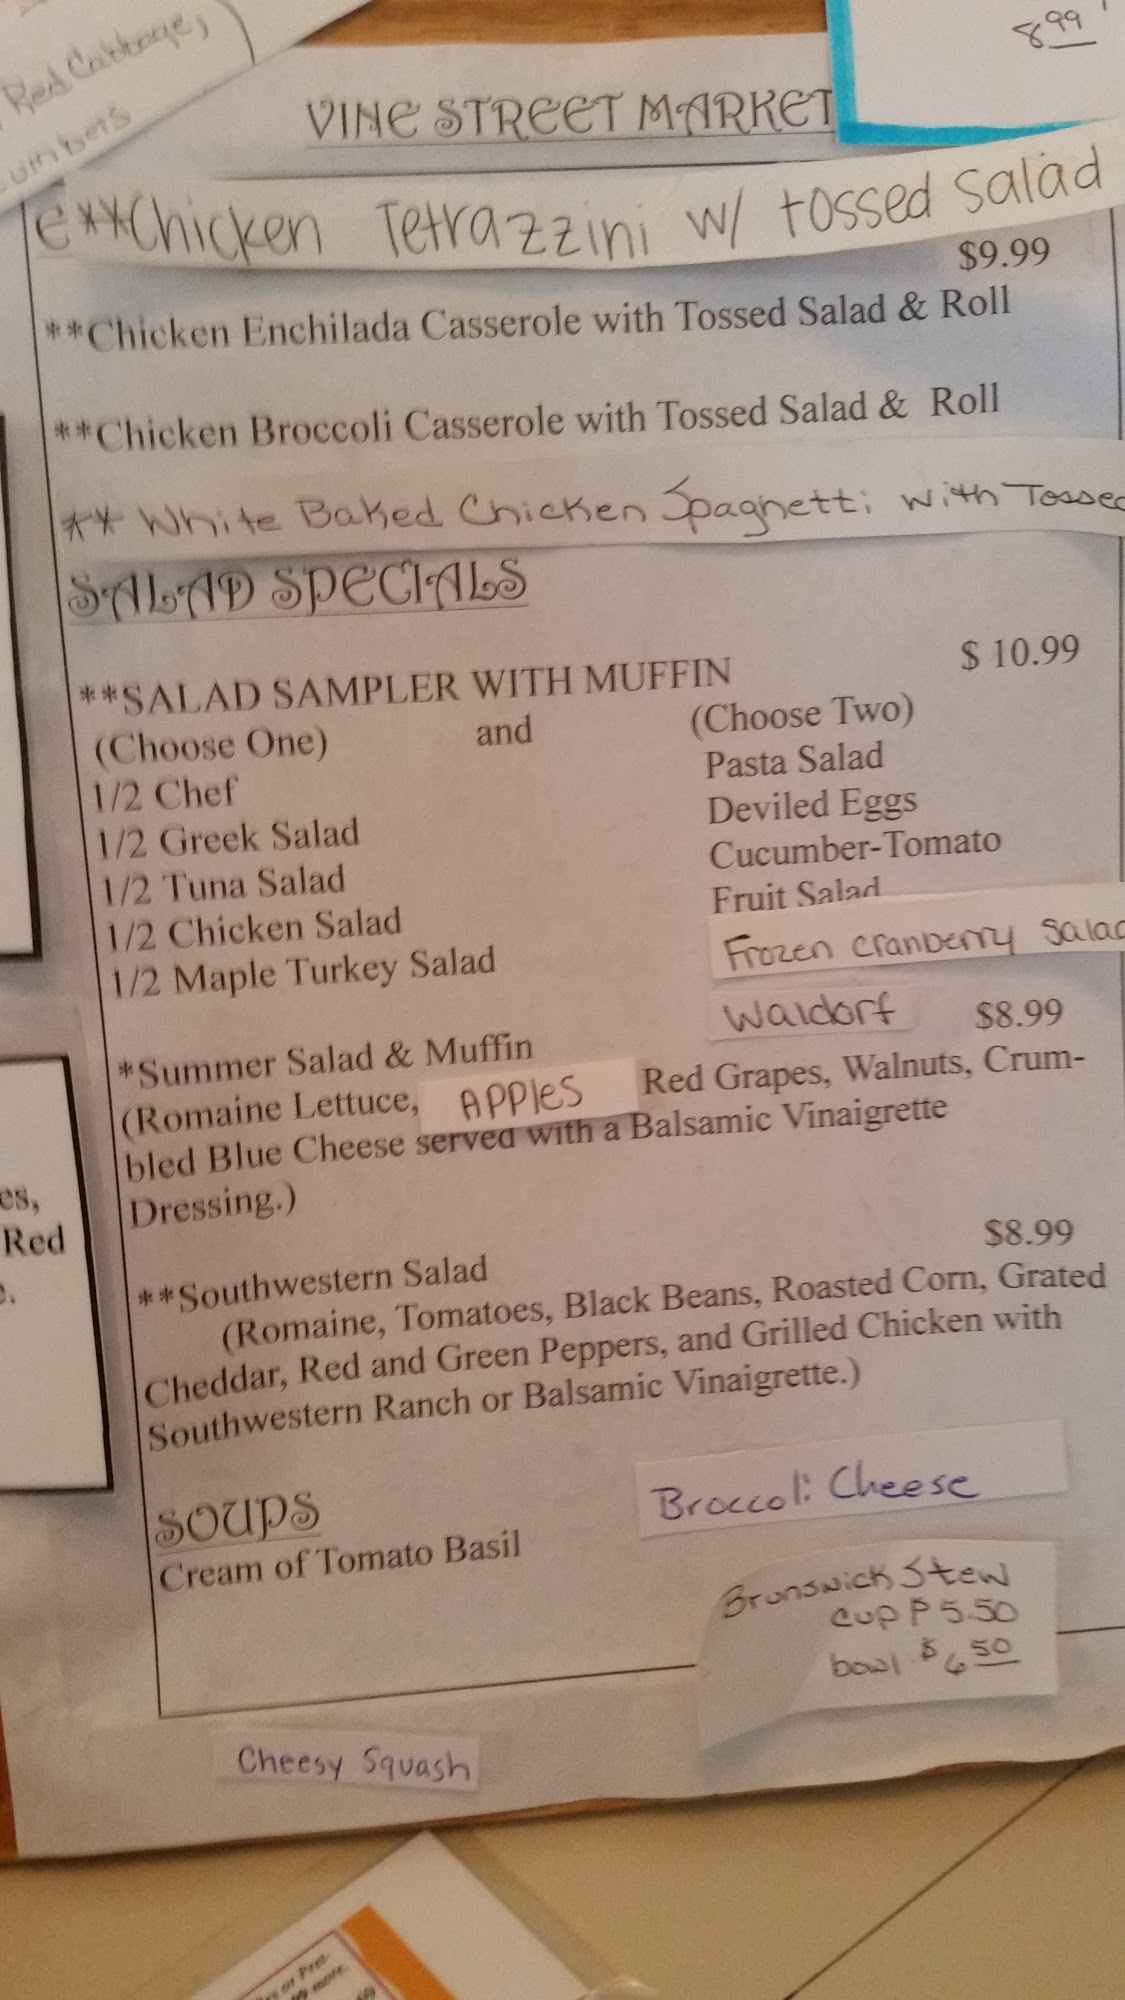 Red Cabbage,
8.99
VINE STREET MARKET
**Chicken Tetrazzini w/ tossed salad
$9.99
**Chicken Enchilada Casserole with Tossed Salad & Roll
**Chicken Broccoli Casserole with Tossed Salad & Roll
** White Baked Chicken Spaghetti with Tossed
SALAD SPECIALS
**SALAD SAMPLER WITH MUFFIN $ 10.99
(Choose One) and (Choose Two)
1/2 Chef Pasta Salad
1/2 Greek Salad Deviled Eggs
1/2 Tuna Salad Cucumber-Tomato
1/2 Chicken Salad Fruit Salad
1/2 Maple Turkey Salad Frozen cranberry Salad
Waldorf
*Summer Salad & Muffin $8.99
(Romaine Lettuce, APPles Red Grapes, Walnuts, Crum-
bled Blue Cheese served with a Balsamic Vinaigrette
Dressing.)
**Southwestern Salad $8.99
(Romaine, Tomatoes, Black Beans, Roasted Corn, Grated
Cheddar, Red and Green Peppers, and Grilled Chicken with
Southwestern Ranch or Balsamic Vinaigrette.)
SOUPS
Cream of Tomato Basil
Broccoli Cheese
Brunswick Stew
cup $5.50
bowl $6.50
Cheesy Squash
es,
Red